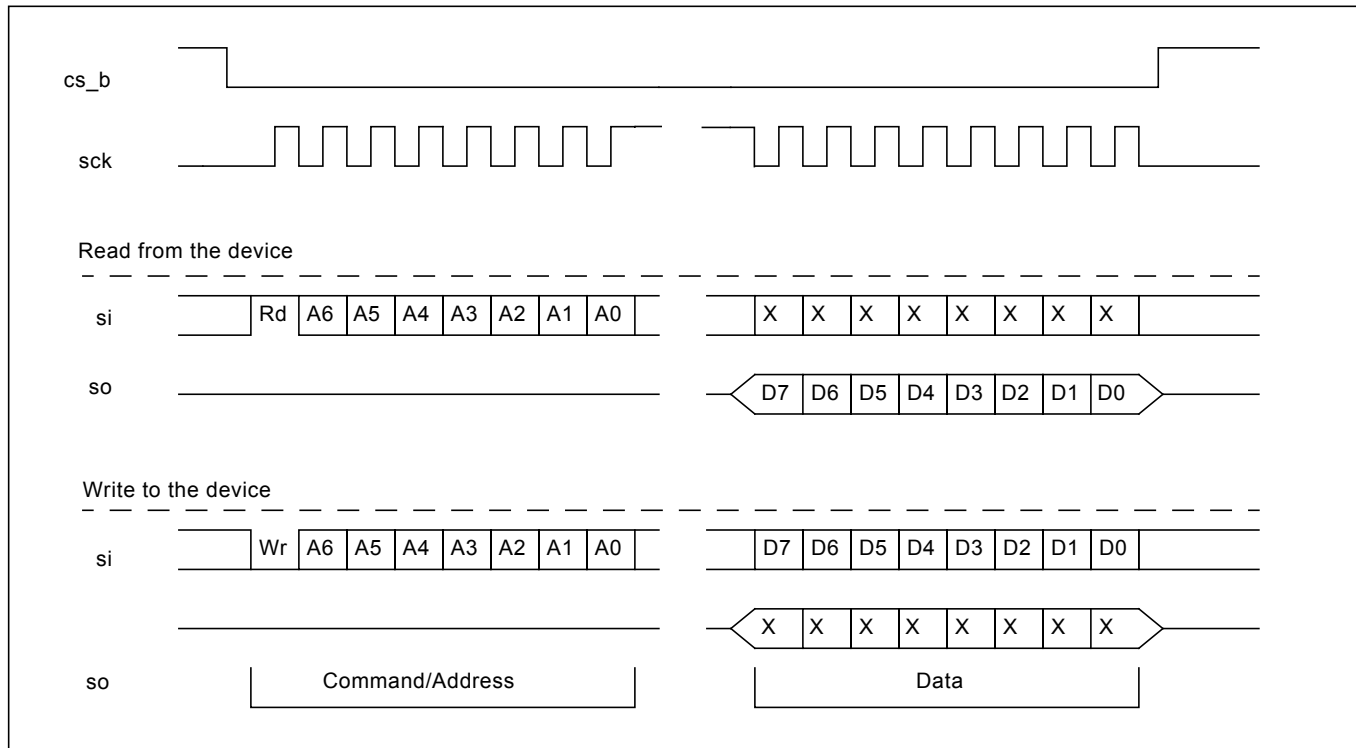 cs_b
sck
Read from the device
si Rd A6 A5 A4 A3 A2 A1 A0 X X X X X X X X
so D7 D6 D5 D4 D3 D2 D1 D0
Write to the device
si Wr A6 A5 A4 A3 A2 A1 A0 D7 D6 D5 D4 D3 D2 D1 D0
X X X X X X X X
so Command/Address Data